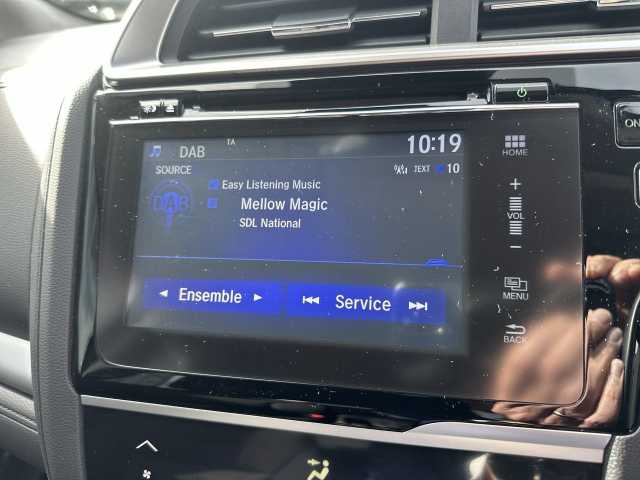 DAB
TA
10:19
SOURCE
TEXT
10
DAB
Easy Listening Music
Mellow Magic
SDL National
Ensemble
Service
HOME
+
VOL
−
MENU
BACK
ON